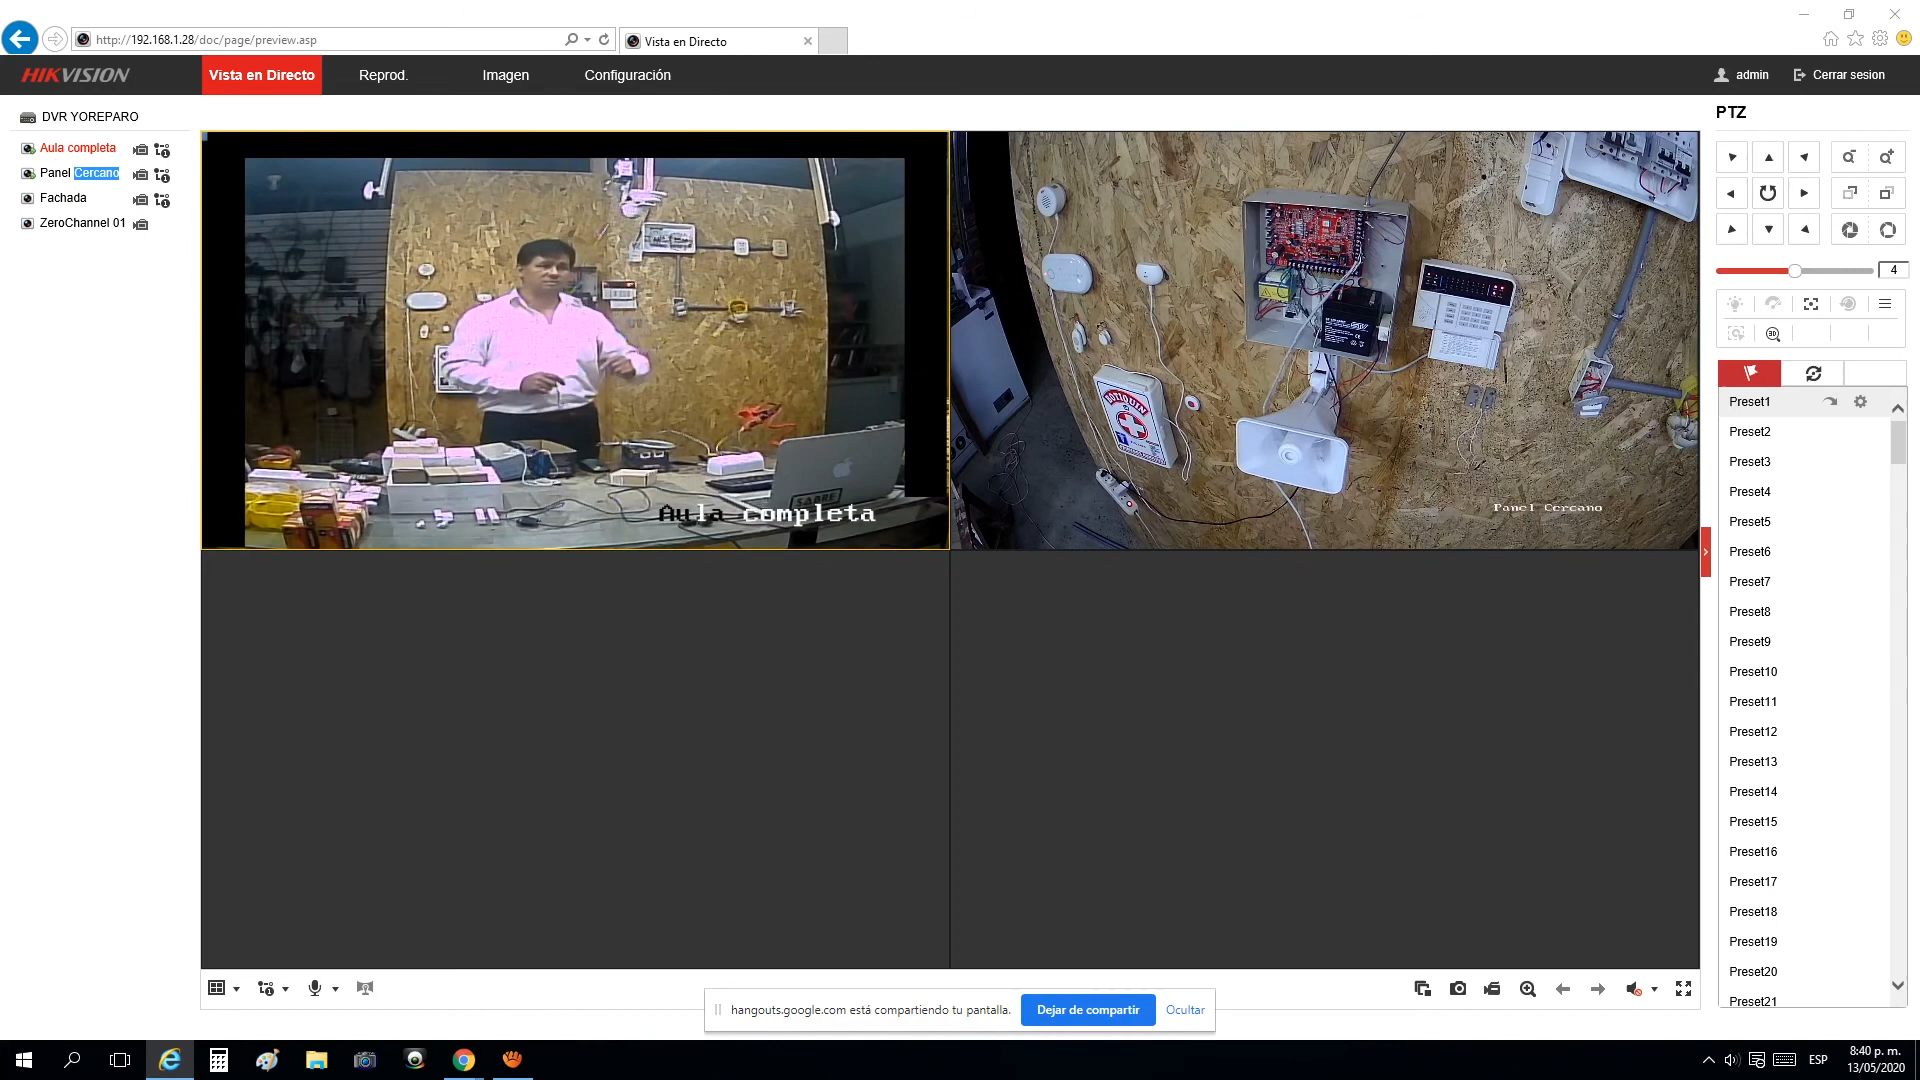 http://192.168.1.28/doc/page/preview.asp
Vista en Directo
HIKVISION
Vista en Directo
Reprod.
Imagen
Configuración
admin
Cerrar sesion
DVR YOREPARO
Aula completa
Panel Cercano
Fachada
ZeroChannel 01
PTZ
4
3D
Preset1
Preset2
Preset3
Preset4
Preset5
Preset6
Preset7
Preset8
Preset9
Preset10
Preset11
Preset12
Preset13
Preset14
Preset15
Preset16
Preset17
Preset18
Preset19
Preset20
Preset21
SABRE
Aula completa
BOTIQUIN
Panel Cercano
hangouts.google.com está compartiendo tu pantalla.
Dejar de compartir
Ocultar
ESP
8:40 p. m.
13/05/2020